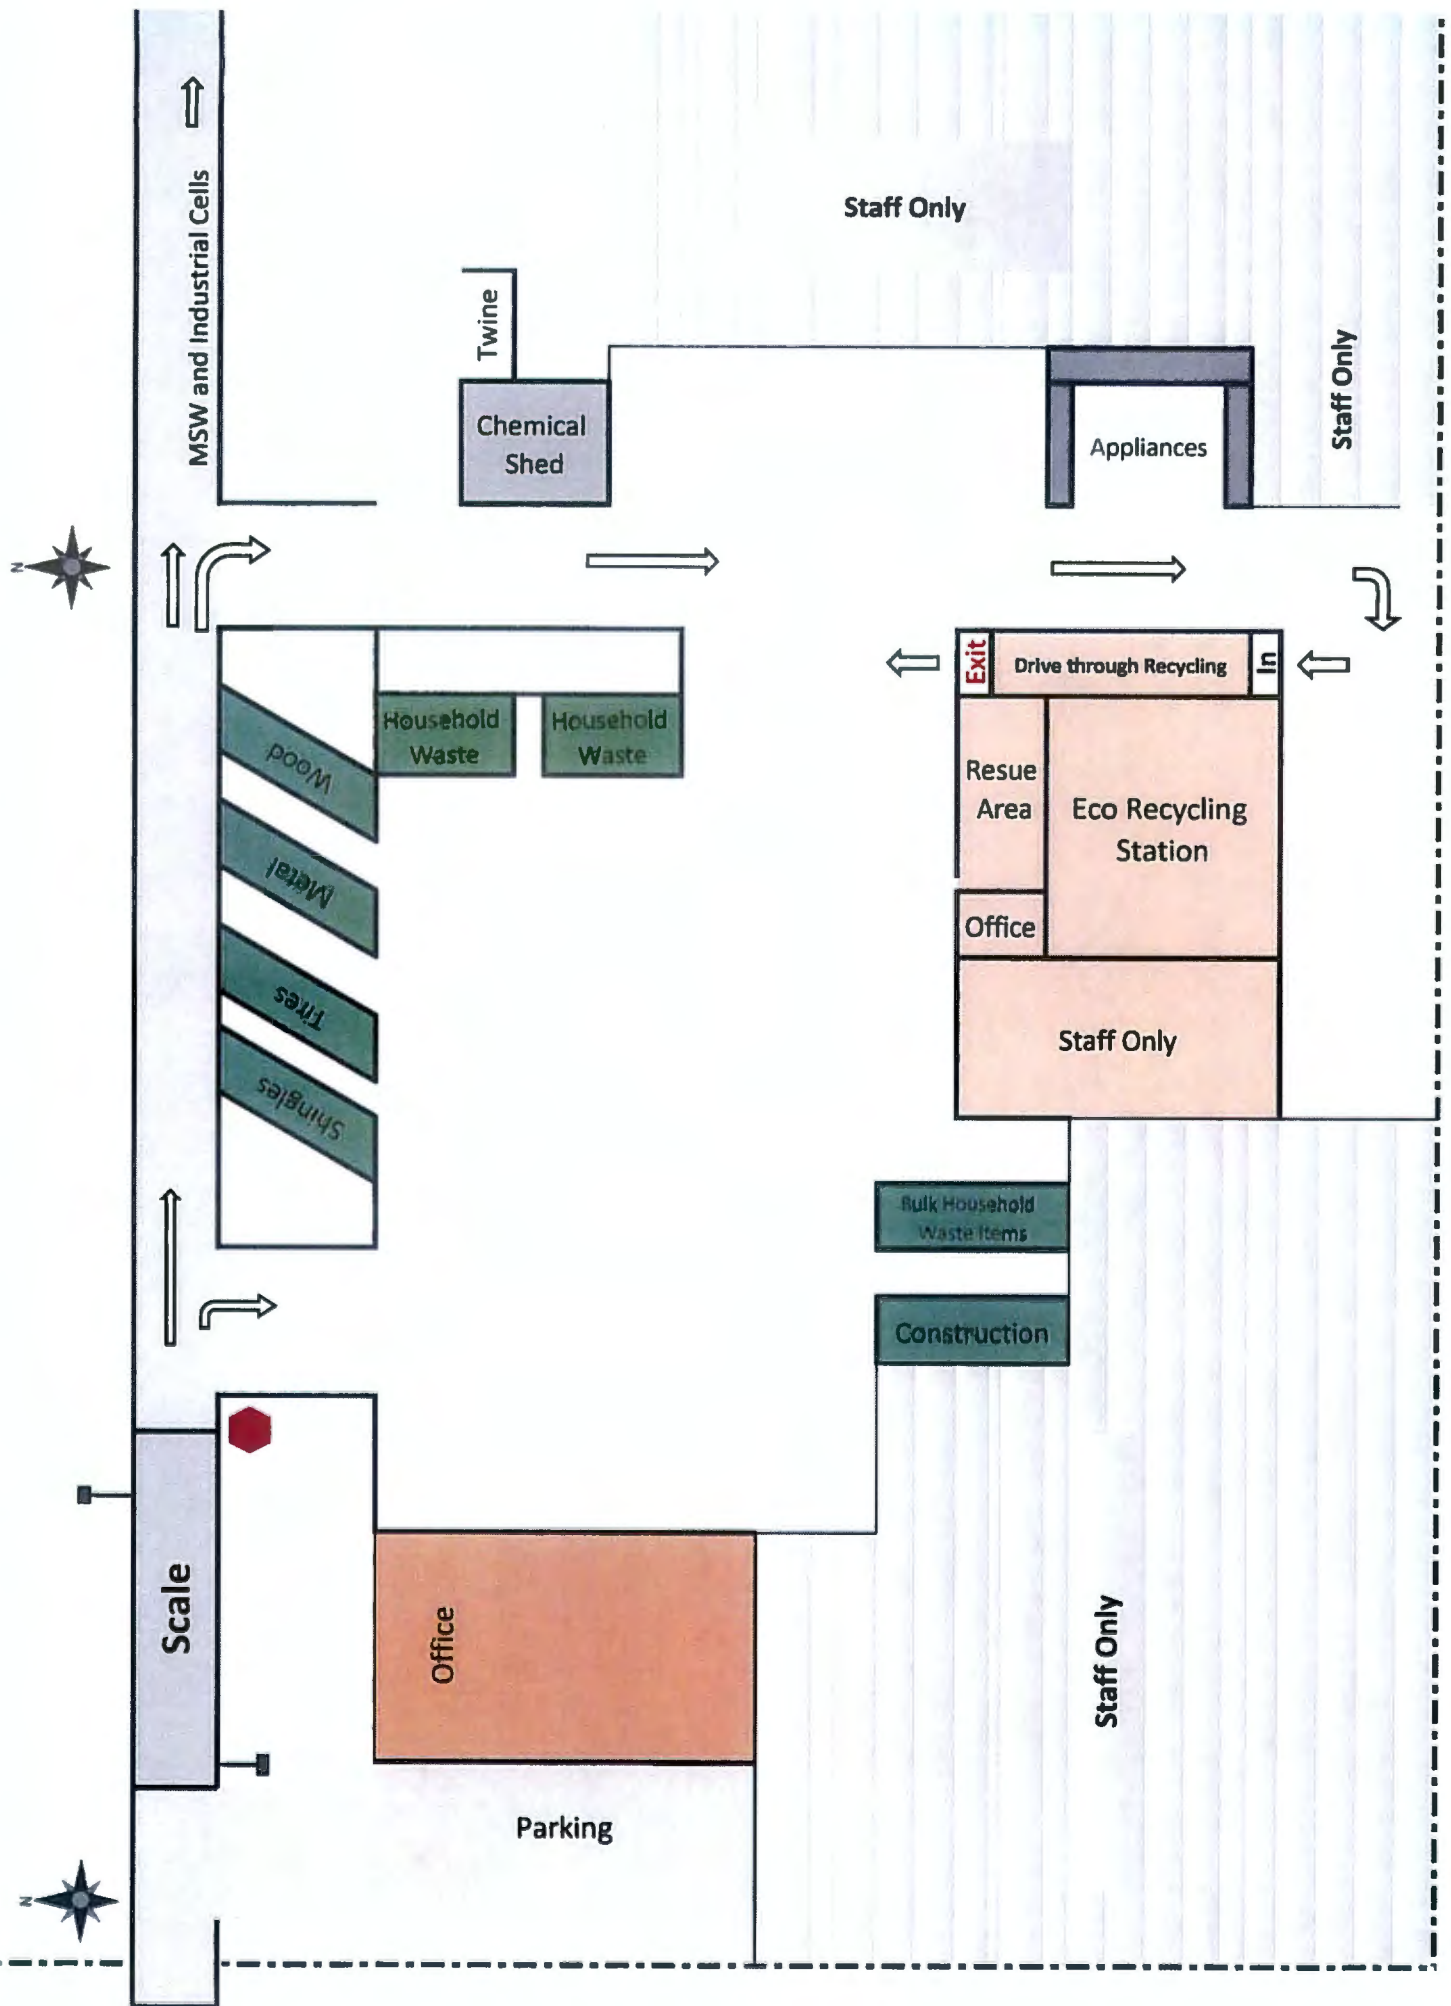 MSW and Industrial Cells
Staff Only
Staff Only
Twine
Chemical
Shed
Appliances
N
Exit
Drive through Recycling
In
Wood
Household
Waste
Household
Waste
Resue
Area
Eco Recycling
Station
Metal
Office
Tires
Staff Only
Shingles
Bulk Household
Waste Items
Construction
Scale
Office
Staff Only
Parking
N